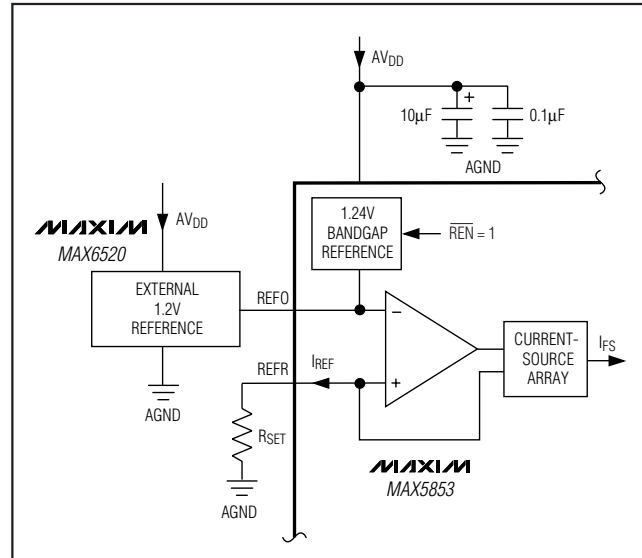 AVDD
10µF
+
0.1µF
AGND
MAXIM
MAX6520
AVDD
1.24V
BANDGAP
REFERENCE
REN = 1
EXTERNAL
1.2V
REFERENCE
REFO
−
CURRENT-
SOURCE
ARRAY
IFS
REFR
IREF
+
AGND
RSET
MAXIM
MAX5853
AGND